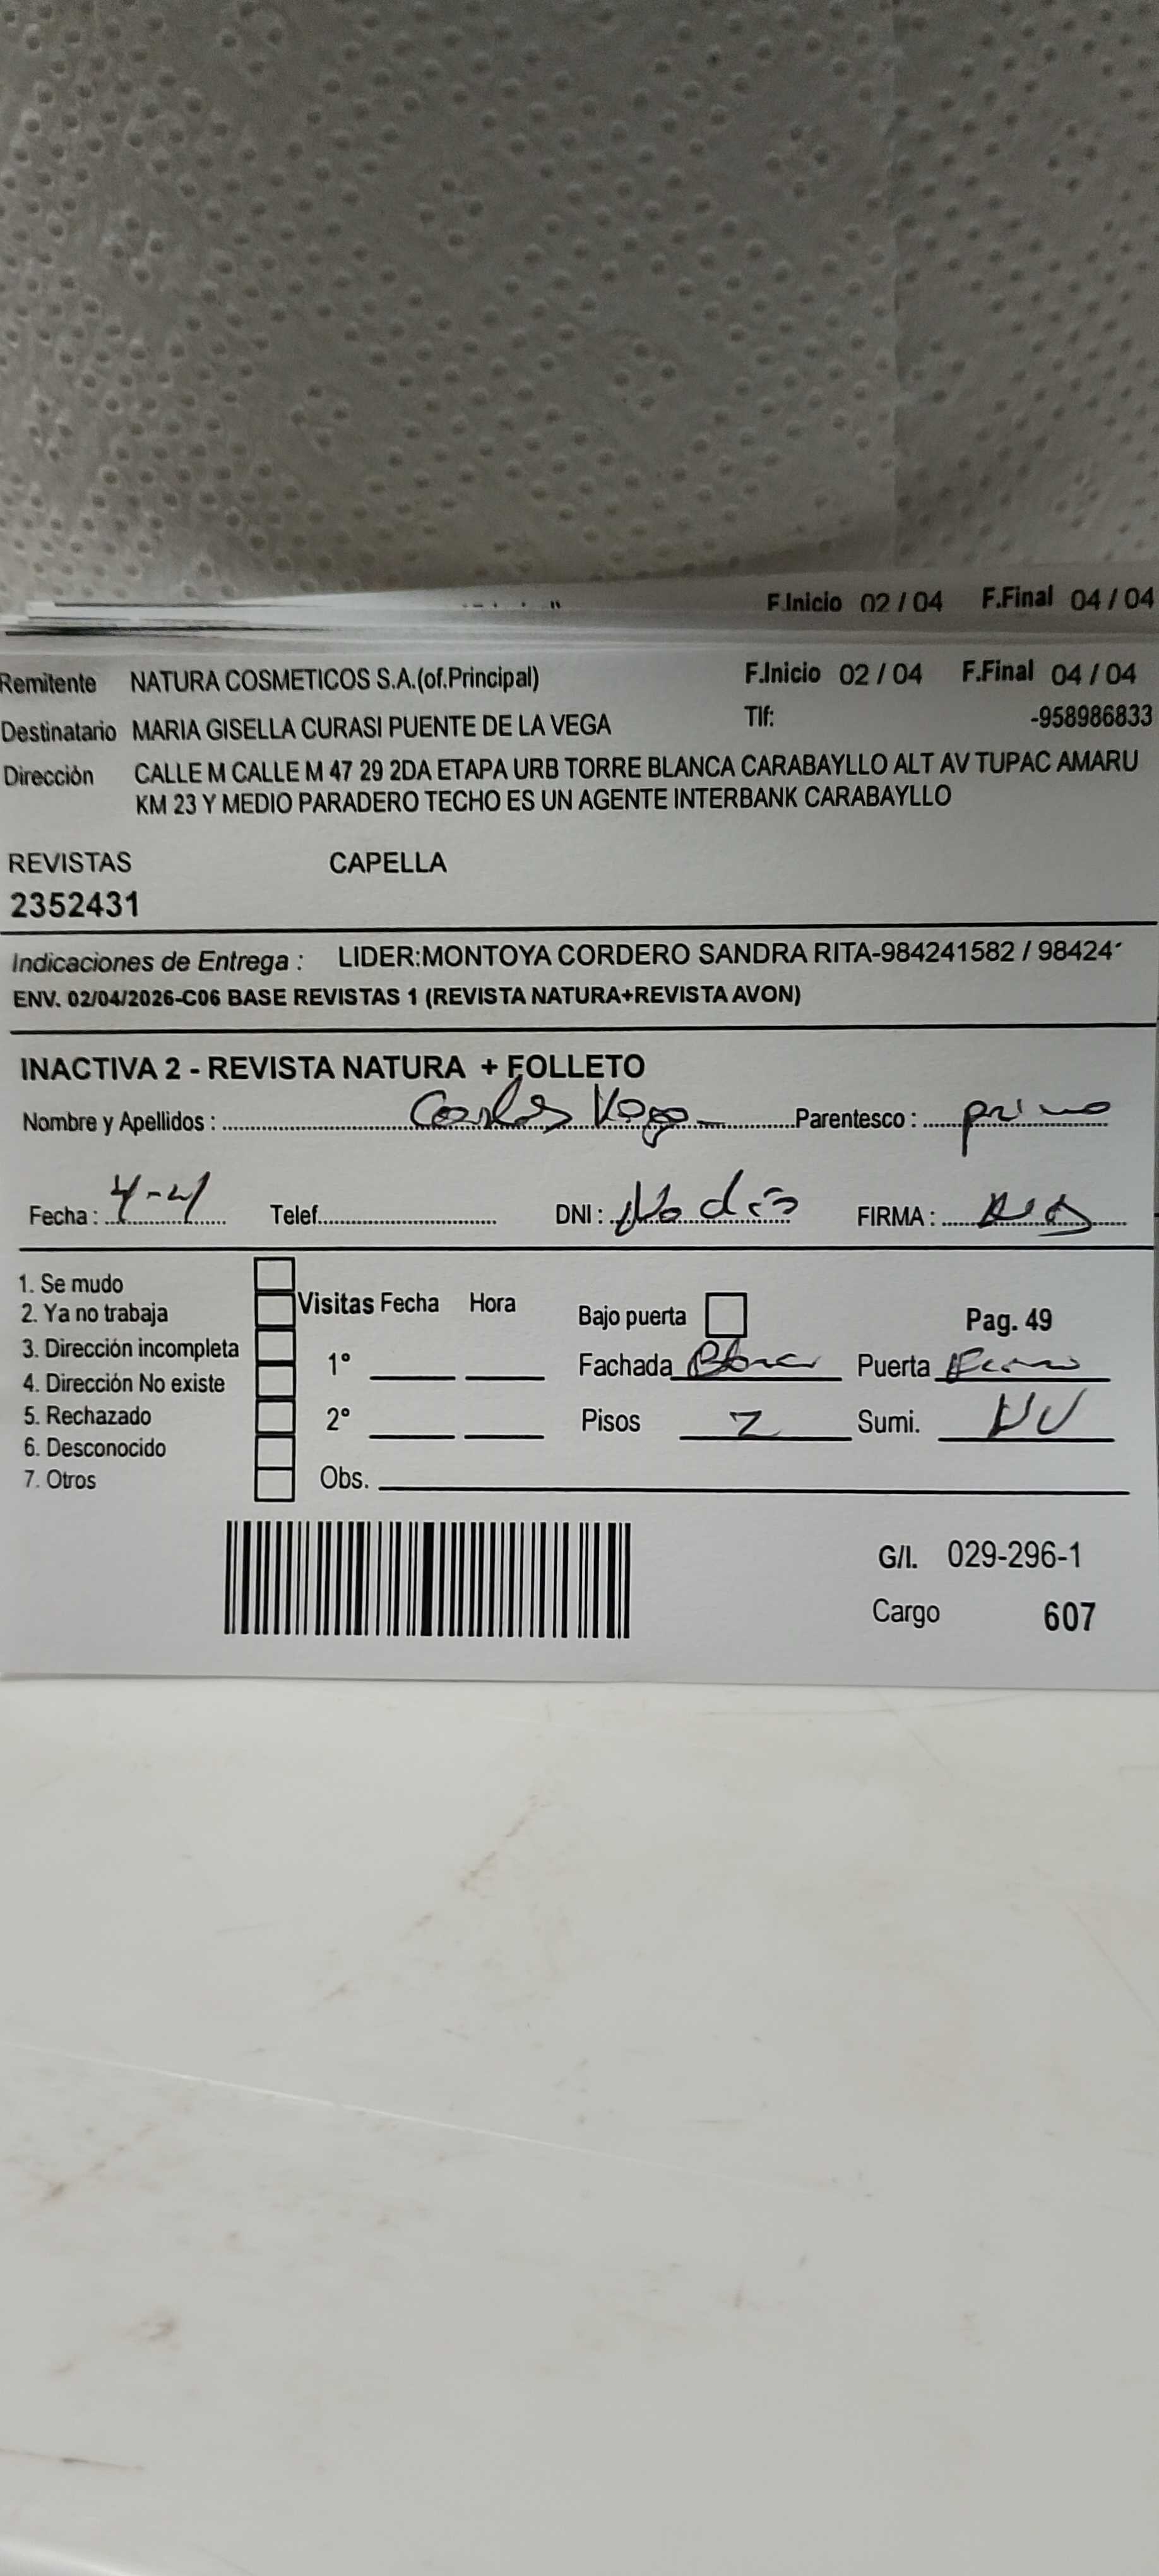 F.Inicio 02 / 04 F.Final 04 / 04
Remitente NATURA COSMETICOS S.A.(of.Principal) F.Inicio 02 / 04 F.Final 04 / 04
Destinatario MARIA GISELLA CURASI PUENTE DE LA VEGA Tlf: -958986833
Dirección CALLE M CALLE M 47 29 2DA ETAPA URB TORRE BLANCA CARABAYLLO ALT AV TUPAC AMARU
KM 23 Y MEDIO PARADERO TECHO ES UN AGENTE INTERBANK CARABAYLLO
REVISTAS CAPELLA
2352431
Indicaciones de Entrega : LIDER:MONTOYA CORDERO SANDRA RITA-984241582 / 98424
ENV. 02/04/2026-C06 BASE REVISTAS 1 (REVISTA NATURA+REVISTA AVON)
INACTIVA 2 - REVISTA NATURA + FOLLETO
Nombre y Apellidos : Carlos Vega Parentesco : primo
Fecha : 4-4 Telef. DNI : No dio FIRMA :
1. Se mudo
2. Ya no trabaja Visitas Fecha Hora Bajo puerta Pag. 49
3. Dirección incompleta 1° Fachada Blanca Puerta Fierro
4. Dirección No existe
5. Rechazado 2° Pisos 2 Sumi.
6. Desconocido
7. Otros Obs.
G/I. 029-296-1
Cargo 607